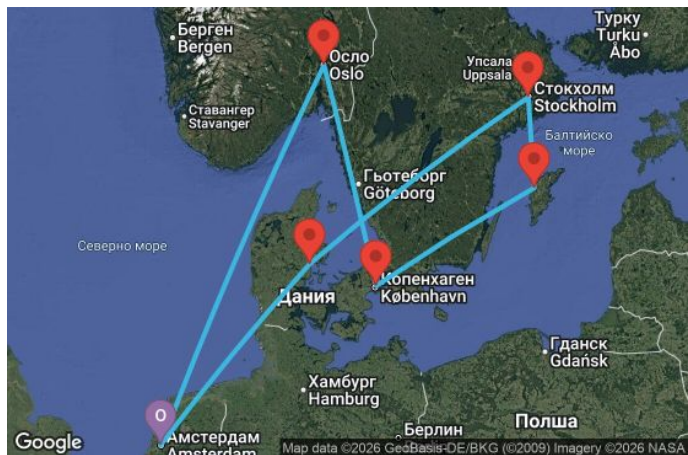 Берген
Bergen
Осло
Oslo
Турку
Turku
Åbo
Упсала
Uppsala
Стокхолм
Stockholm
Ставангер
Stavanger
Балтийско
море
Гьотеборг
Göteborg
Северно море
Дания
Копенхаген
København
Гданск
Gdańsk
Хамбург
Hamburg
O
Амстердам
Amsterdam
Берлин
Berlin
Полша
Google
Map data ©2026 GeoBasis-DE/BKG (©2009) Imagery ©2026 NASA